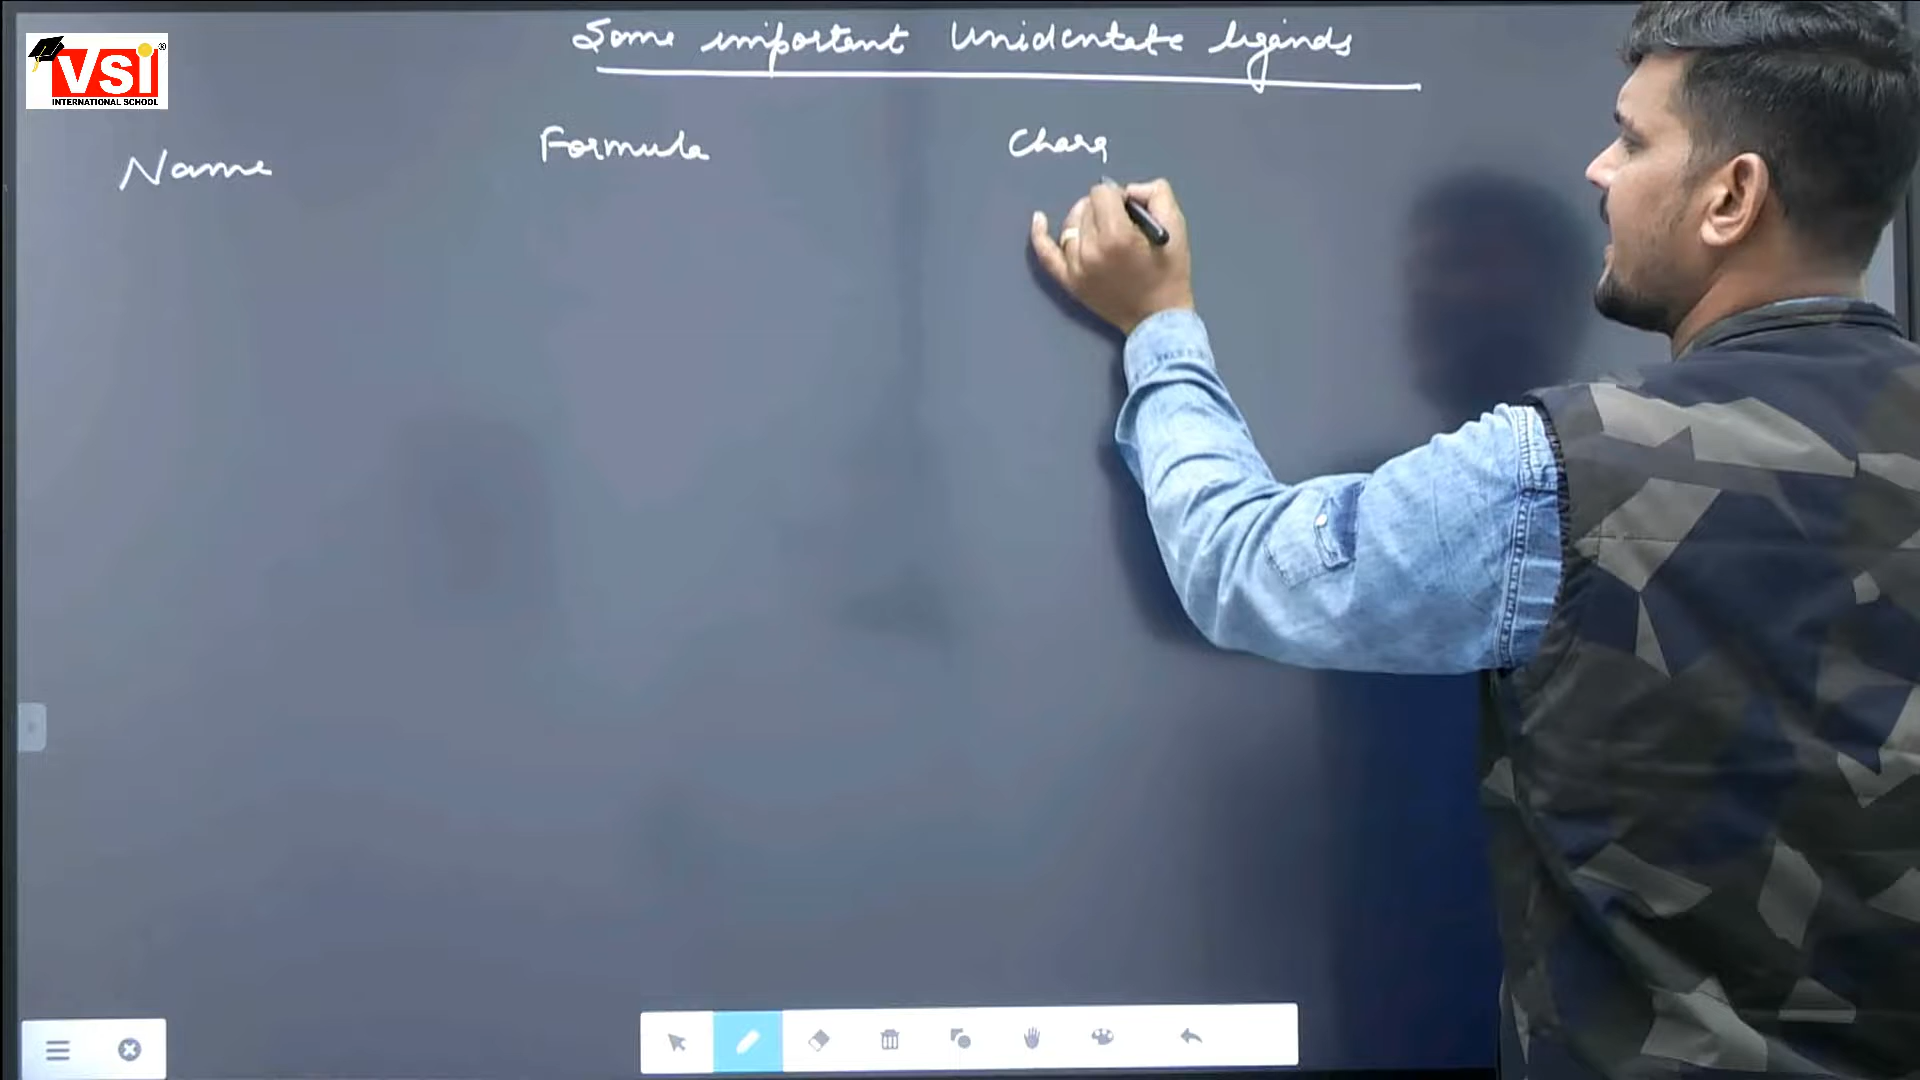 Some important Unidentate ligands
VSi
INTERNATIONAL SCHOOL
Name Formula Charg